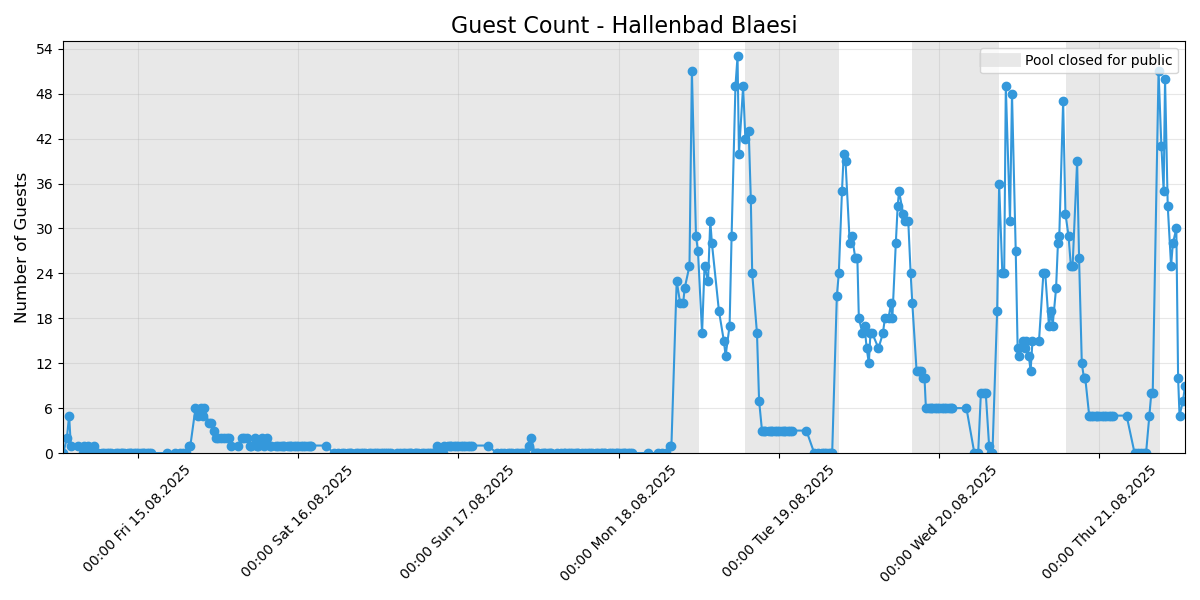 Guest Count - Hallenbad Blaesi
Pool closed for public
Number of Guests
54
48
42
36
30
24
18
12
6
0
00:00 Fri 15.08.2025
00:00 Sat 16.08.2025
00:00 Sun 17.08.2025
00:00 Mon 18.08.2025
00:00 Tue 19.08.2025
00:00 Wed 20.08.2025
00:00 Thu 21.08.2025